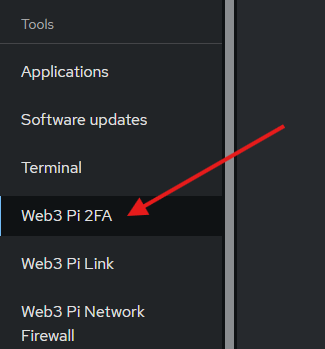 Tools
Applications
Software updates
Terminal
Web3 Pi 2FA
Web3 Pi Link
Web3 Pi Network
Firewall